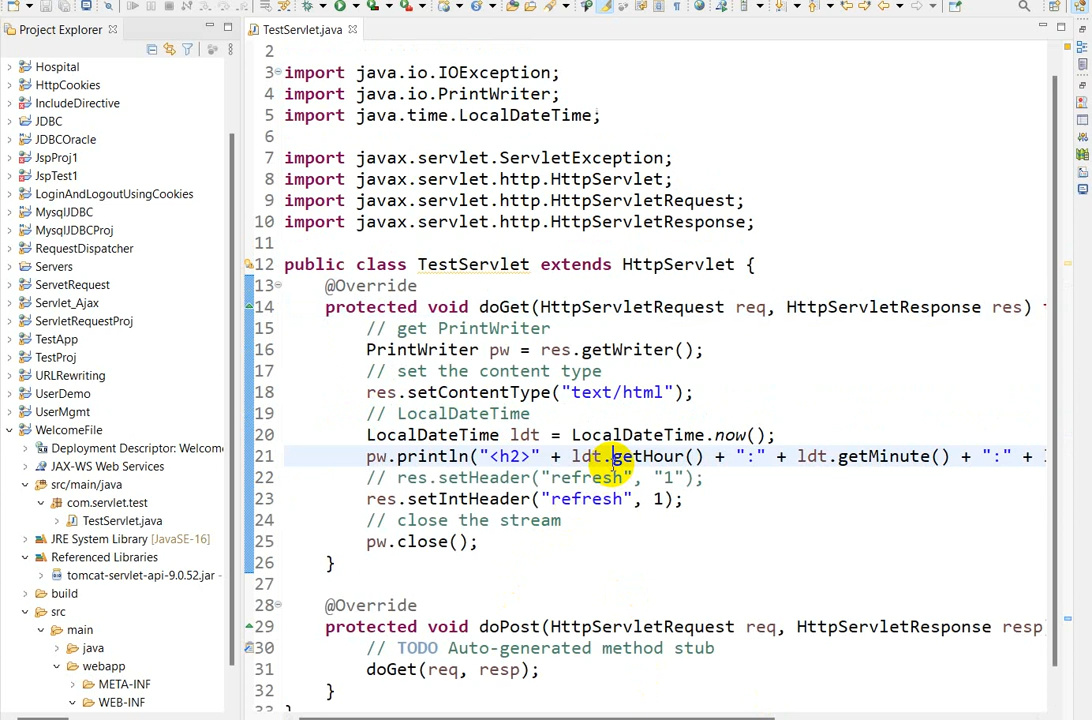 Project Explorer
TestServlet.java
Hospital
HttpCookies
IncludeDirective
JDBC
JDBCOracle
JspProj1
JspTest1
LoginAndLogoutUsingCookies
MysqlJDBC
MysqlJDBCProj
RequestDispatcher
Servers
ServetRequest
Servlet_Ajax
ServletRequestProj
TestApp
TestProj
URLRewriting
UserDemo
UserMgmt
WelcomeFile
Deployment Descriptor: Welcome
JAX-WS Web Services
src/main/java
com.servlet.test
TestServlet.java
JRE System Library [JavaSE-16]
Referenced Libraries
tomcat-servlet-api-9.0.52.jar -
build
src
main
java
webapp
META-INF
WEB-INF
2
3 import java.io.IOException;
4 import java.io.PrintWriter;
5 import java.time.LocalDateTime;
6
7 import javax.servlet.ServletException;
8 import javax.servlet.http.HttpServlet;
9 import javax.servlet.http.HttpServletRequest;
10 import javax.servlet.http.HttpServletResponse;
11
12 public class TestServlet extends HttpServlet {
13 @Override
14 protected void doGet(HttpServletRequest req, HttpServletResponse res) t
15 // get PrintWriter
16 PrintWriter pw = res.getWriter();
17 // set the content type
18 res.setContentType("text/html");
19 // LocalDateTime
20 LocalDateTime ldt = LocalDateTime.now();
21 pw.println("<h2>" + ldt.getHour() + ":" + ldt.getMinute() + ":" + l
22 // res.setHeader("refresh", "1");
23 res.setIntHeader("refresh", 1);
24 // close the stream
25 pw.close();
26 }
27
28 @Override
29 protected void doPost(HttpServletRequest req, HttpServletResponse resp)
30 // TODO Auto-generated method stub
31 doGet(req, resp);
32 }